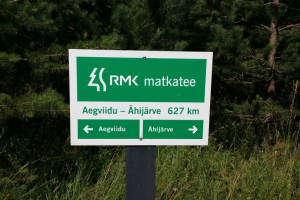 RMK matkatee
Aegviidu – Ähijärve 627 km
← Aegviidu Ähijärve →